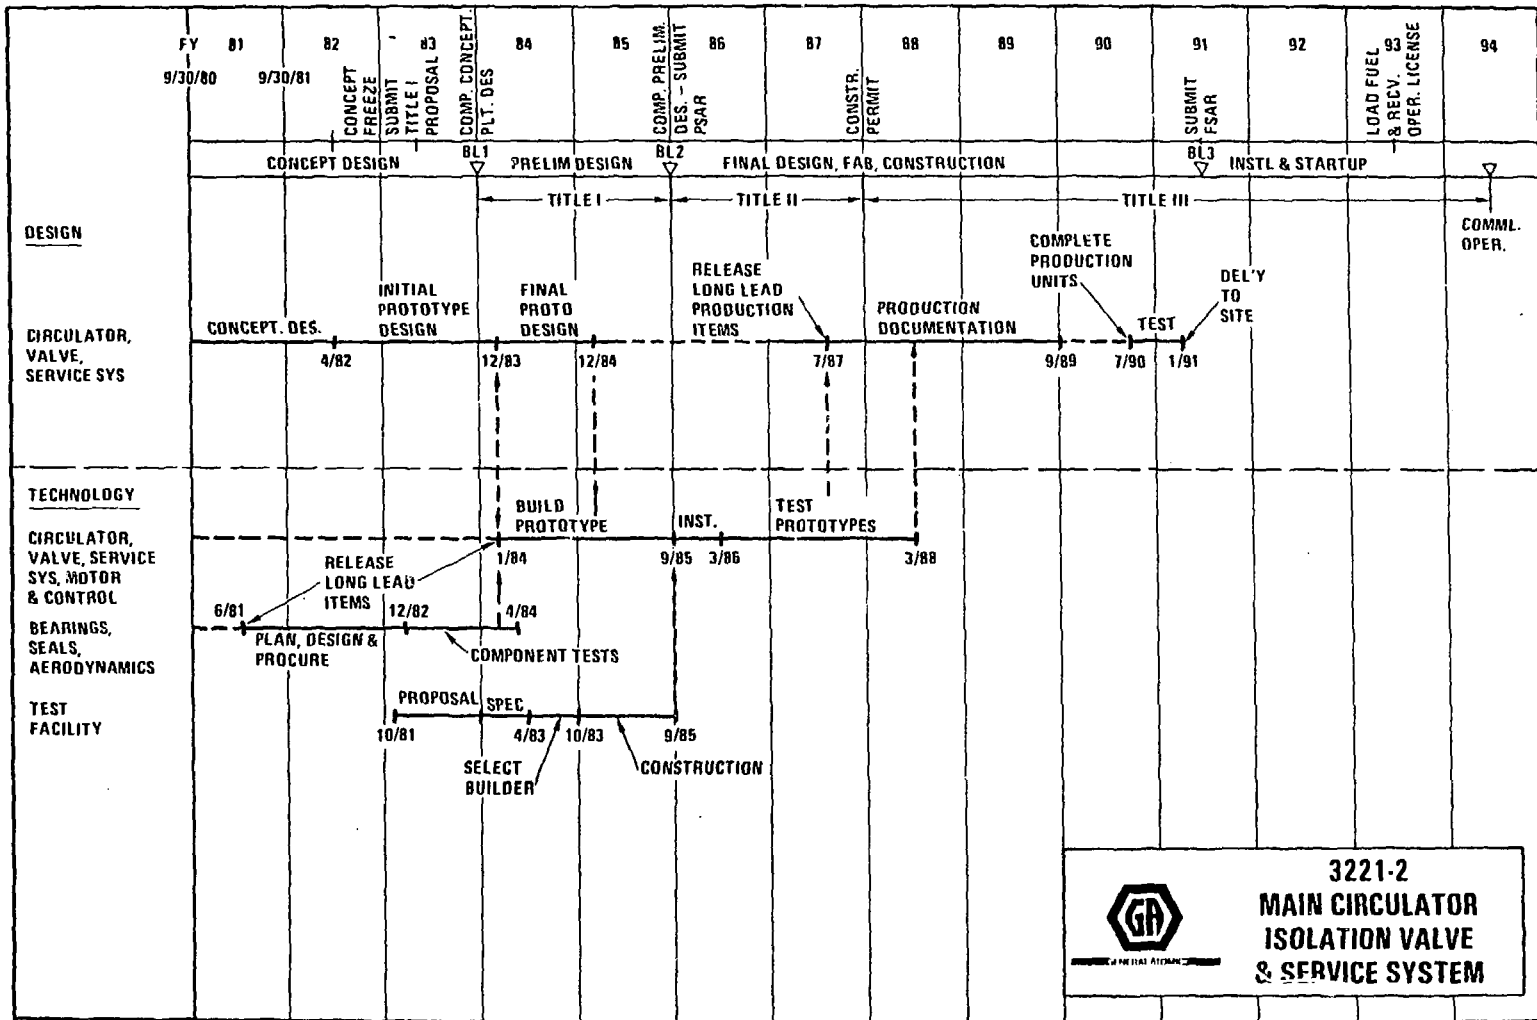 FY 81 82 83 84 85 86 87 88 89 90 91 92 93 94
9/30/80 9/30/81
CONCEPT
FREEZE
SUBMIT
TITLE I
PROPOSAL
COMP. CONCEPT.
PLT. DES
COMP. PRELIM.
DES. - SUBMIT
PSAR
CONSTR.
PERMIT
SUBMIT
FSAR
LOAD FUEL
& RECV.
OPER. LICENSE
CONCEPT DESIGN BL1 PRELIM DESIGN BL2 FINAL DESIGN, FAB, CONSTRUCTION BL3 INSTL & STARTUP
TITLE I TITLE II TITLE III
COMML.
OPER.
DESIGN
CIRCULATOR,
VALVE,
SERVICE SYS
CONCEPT. DES.
INITIAL
PROTOTYPE
DESIGN
FINAL
PROTO
DESIGN
RELEASE
LONG LEAD
PRODUCTION
ITEMS
PRODUCTION
DOCUMENTATION
COMPLETE
PRODUCTION
UNITS
TEST
DEL'Y
TO
SITE
4/82 12/83 12/84 7/87 9/89 7/90 1/91
TECHNOLOGY
CIRCULATOR,
VALVE, SERVICE
SYS, MOTOR
& CONTROL
BUILD
PROTOTYPE
INST.
TEST
PROTOTYPES
1/84 9/85 3/86 3/88
RELEASE
LONG LEAD
ITEMS
BEARINGS,
SEALS,
AERODYNAMICS
6/81 12/82 4/84
PLAN, DESIGN &
PROCURE
COMPONENT TESTS
TEST
FACILITY
PROPOSAL SPEC
10/81 4/83 10/83 9/85
SELECT
BUILDER
CONSTRUCTION
GA
GENERAL ATOMIC
3221-2
MAIN CIRCULATOR
ISOLATION VALVE
& SERVICE SYSTEM